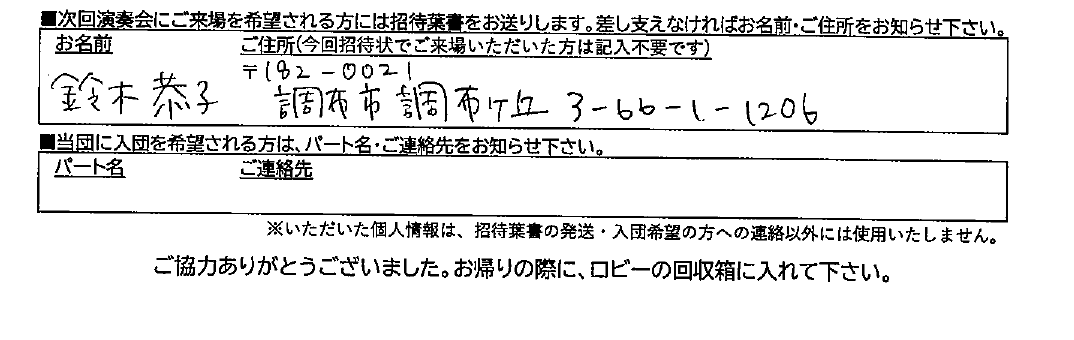 ■次回演奏会にご来場を希望される方には招待葉書をお送りします。差し支えなければお名前・ご住所をお知らせ下さい。
お名前 ご住所(今回招待状でご来場いただいた方は記入不要です)
〒182-0021
鈴木恭子 調布市調布ケ丘3-66-1-1206
■当団に入団を希望される方は、パート名・ご連絡先をお知らせ下さい。
パート名 ご連絡先
※いただいた個人情報は、招待葉書の発送・入団希望の方への連絡以外には使用いたしません。
ご協力ありがとうございました。お帰りの際に、ロビーの回収箱に入れて下さい。